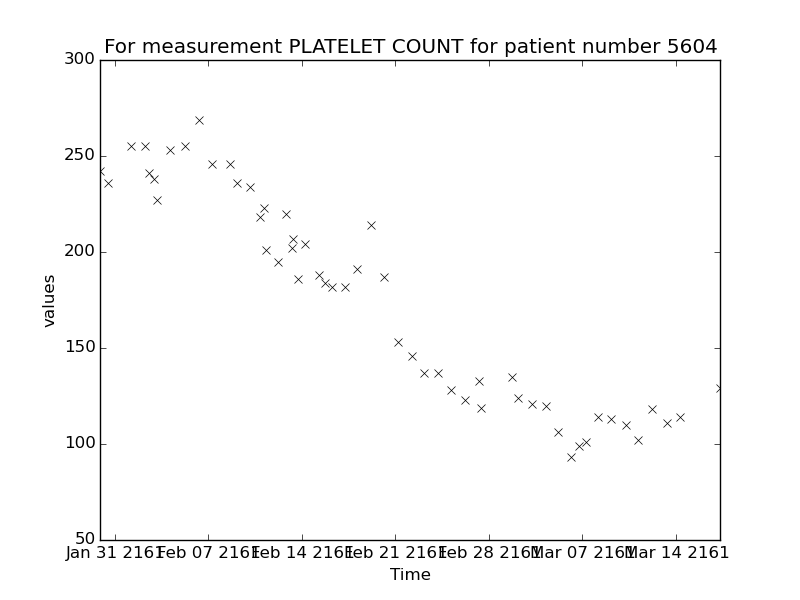 For measurement PLATELET COUNT for patient number 5604
300
250
200
150
100
50
values
Jan 31 2161 Feb 07 2161 Feb 14 2161 Feb 21 2161 Feb 28 2161 Mar 07 2161 Mar 14 2161
Time